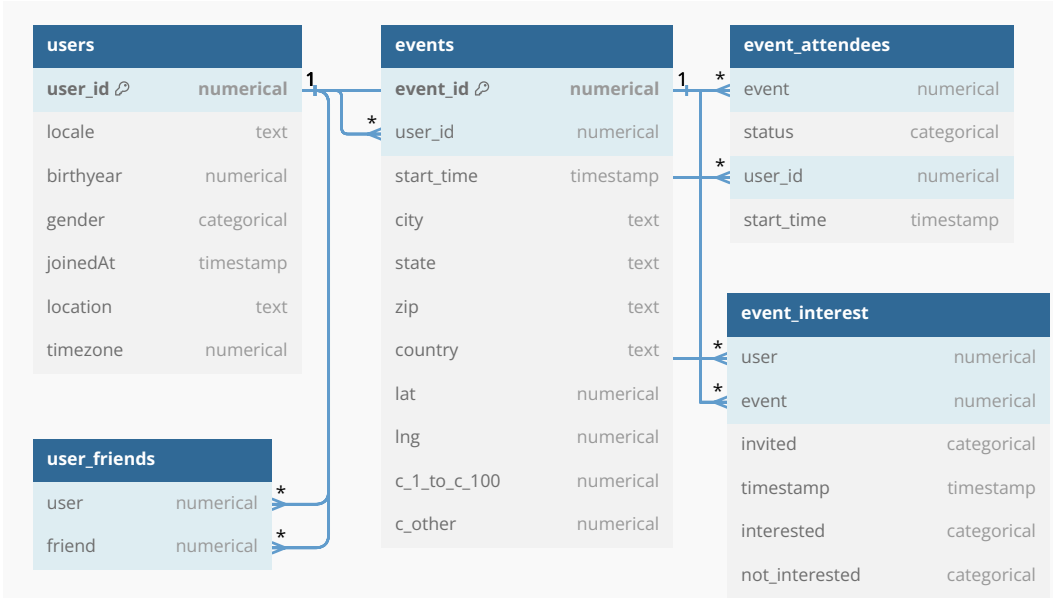 users
user_id numerical
locale text
birthyear numerical
gender categorical
joinedAt timestamp
location text
timezone numerical
1
*
events
event_id numerical
user_id numerical
start_time timestamp
city text
state text
zip text
country text
lat numerical
lng numerical
c_1_to_c_100 numerical
c_other numerical
1
*
*
event_attendees
event numerical
status categorical
user_id numerical
start_time timestamp
*
*
event_interest
user numerical
event numerical
invited categorical
timestamp timestamp
interested categorical
not_interested categorical
user_friends
user numerical
friend numerical
*
*